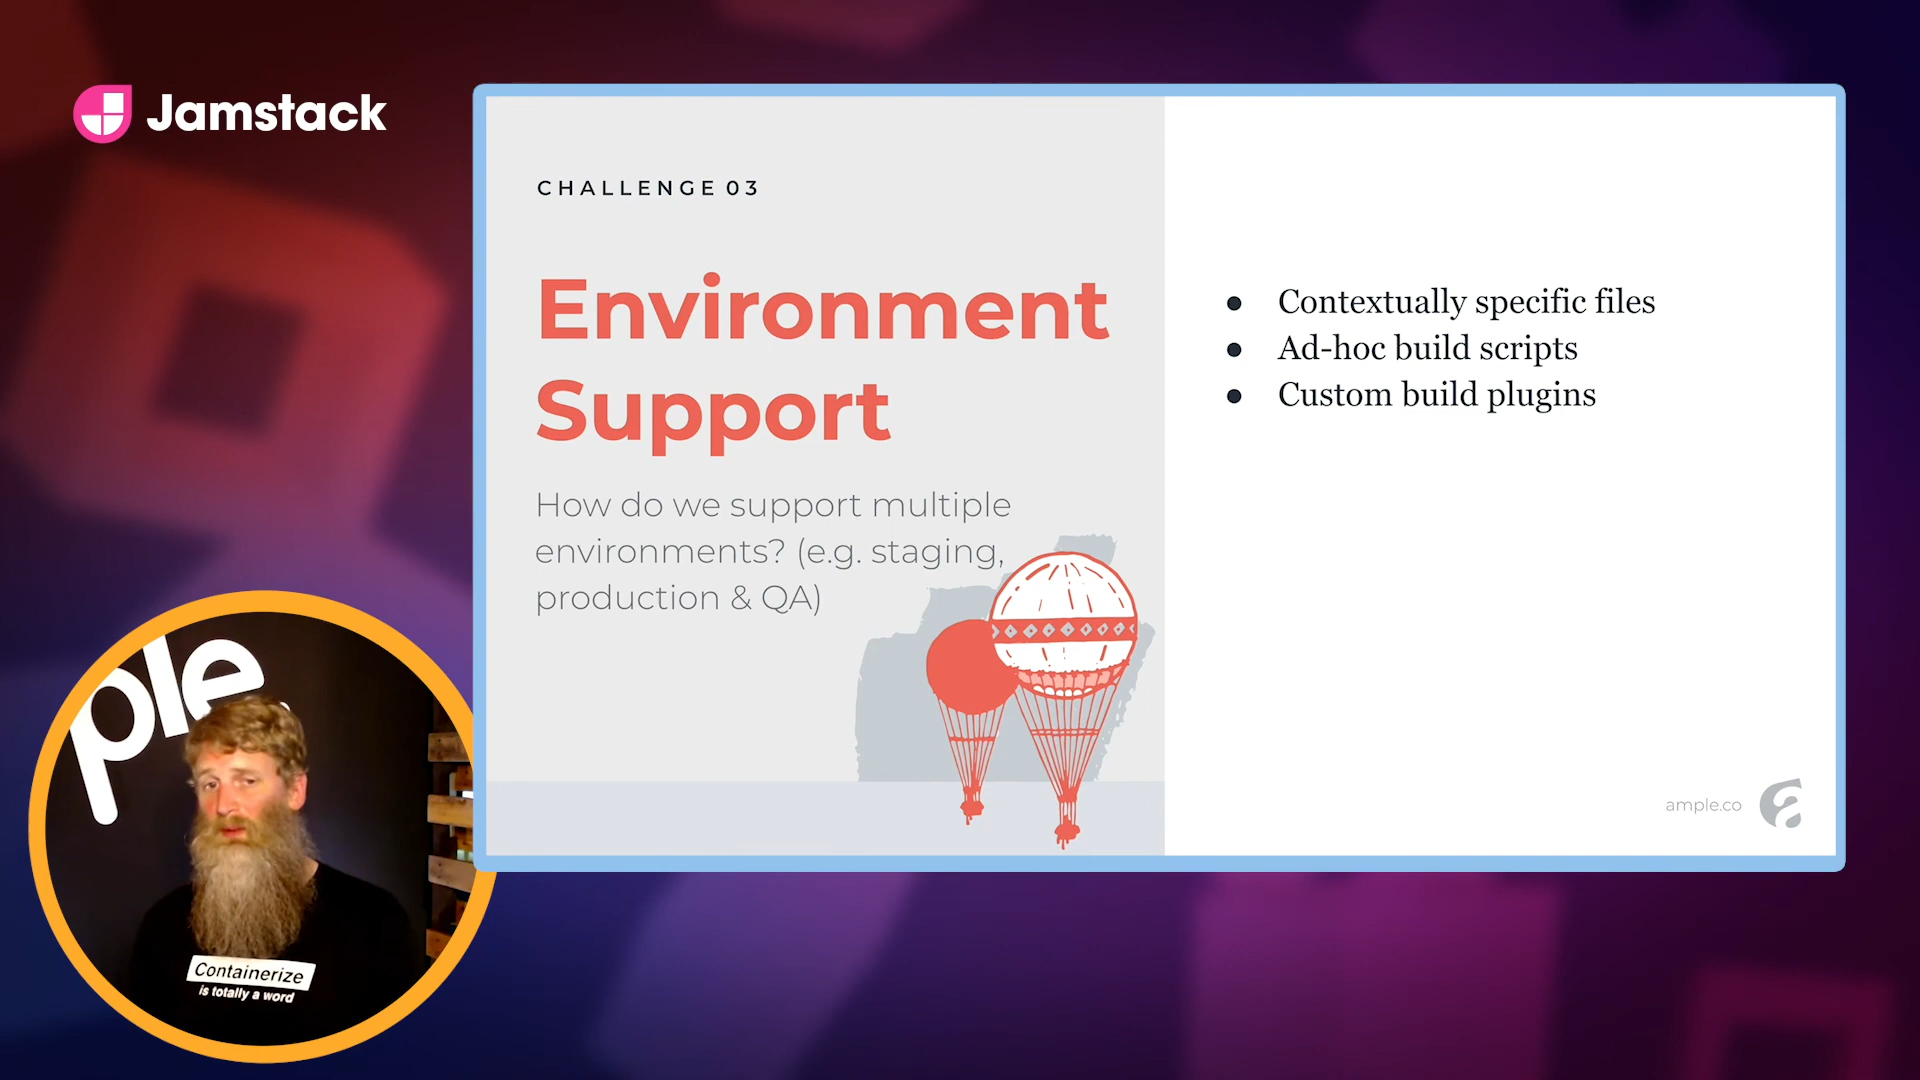 Jamstack
CHALLENGE 03
Environment
Support
How do we support multiple
environments? (e.g. staging,
production & QA)
● Contextually specific files
● Ad-hoc build scripts
● Custom build plugins
ample.co
ple.
Containerize
is totally a word